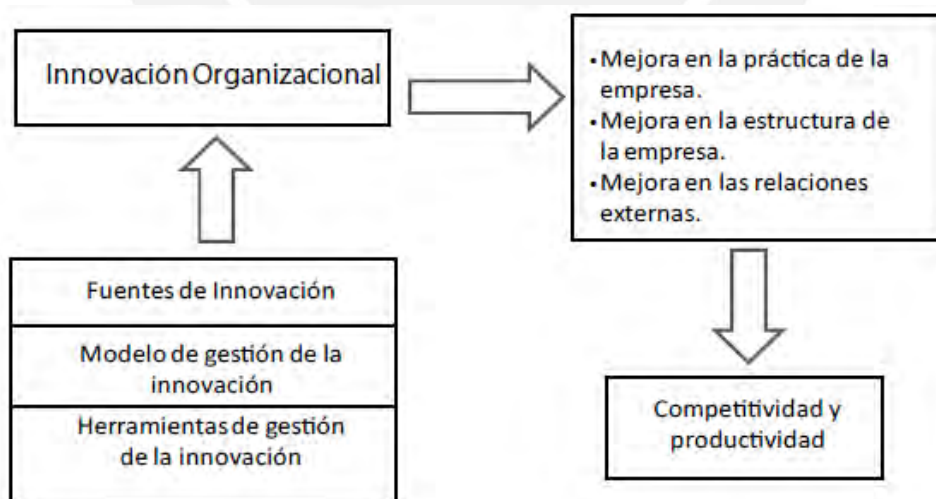 Innovación Organizacional
•Mejora en la práctica de la
empresa.
•Mejora en la estructura de
la empresa.
•Mejora en las relaciones
externas.
Fuentes de Innovación
Modelo de gestión de la
innovación
Herramientas de gestión
de la innovación
Competitividad y
productividad